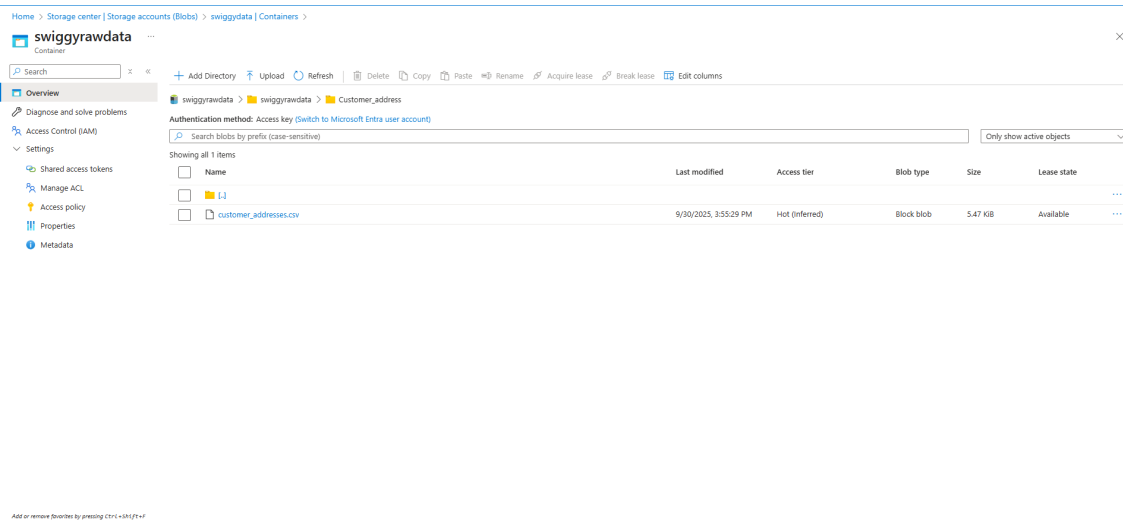 Home > Storage center | Storage accounts (Blobs) > swiggydata | Containers >
swiggyrawdata ...
Container
Search
Overview
Diagnose and solve problems
Access Control (IAM)
Settings
Shared access tokens
Manage ACL
Access policy
Properties
Metadata
Add Directory Upload Refresh Delete Copy Paste Rename Acquire lease Break lease Edit columns
swiggyrawdata > swiggyrawdata > Customer_address
Authentication method: Access key (Switch to Microsoft Entra user account)
Search blobs by prefix (case-sensitive)
Only show active objects
Showing all 1 items
Name Last modified Access tier Blob type Size Lease state
[..]
customer_addresses.csv 9/30/2025, 3:55:29 PM Hot (Inferred) Block blob 5.47 KiB Available
Add or remove favorites by pressing Ctrl+Shift+F